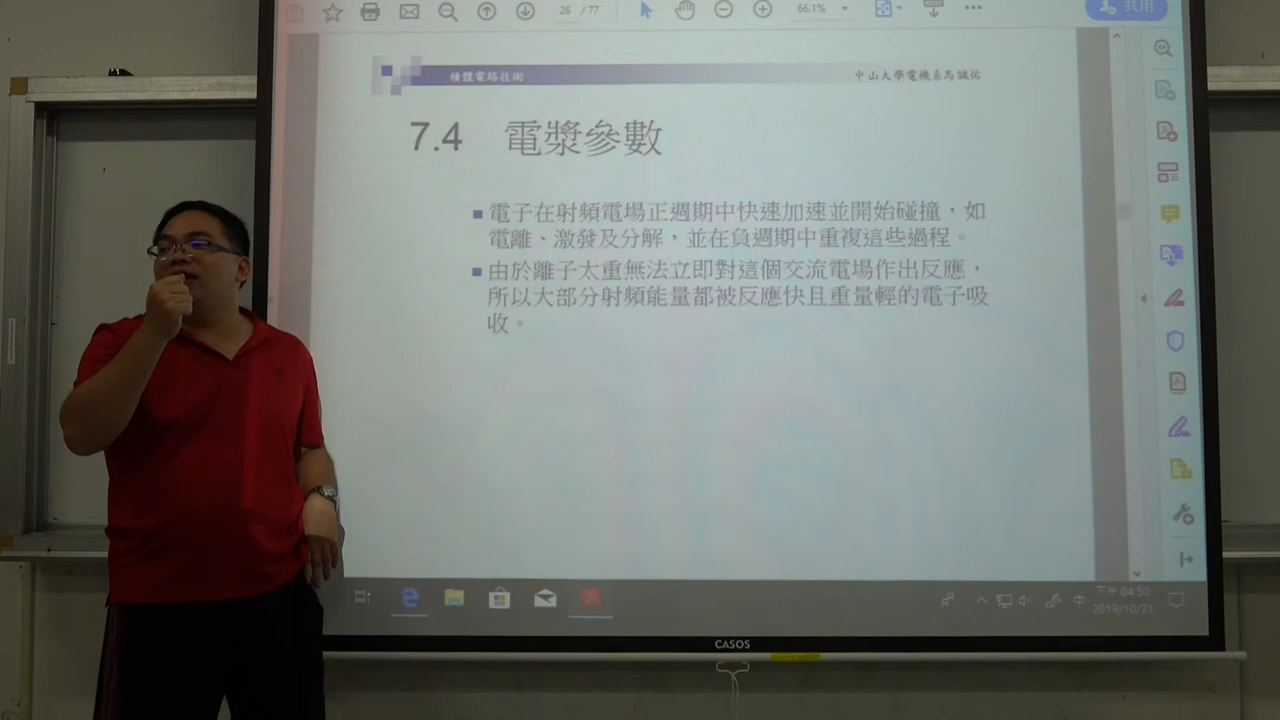 26 / 77
66.1%
共用
積體電路技術
中山大學電機系馬誠佑
7.4 電漿參數
電子在射頻電場正週期中快速加速並開始碰撞，如
電離、激發及分解，並在負週期中重複這些過程。
由於離子太重無法立即對這個交流電場作出反應，
所以大部分射頻能量都被反應快且重量輕的電子吸
收。
中
下午 04:50
2019/10/21
CASOS